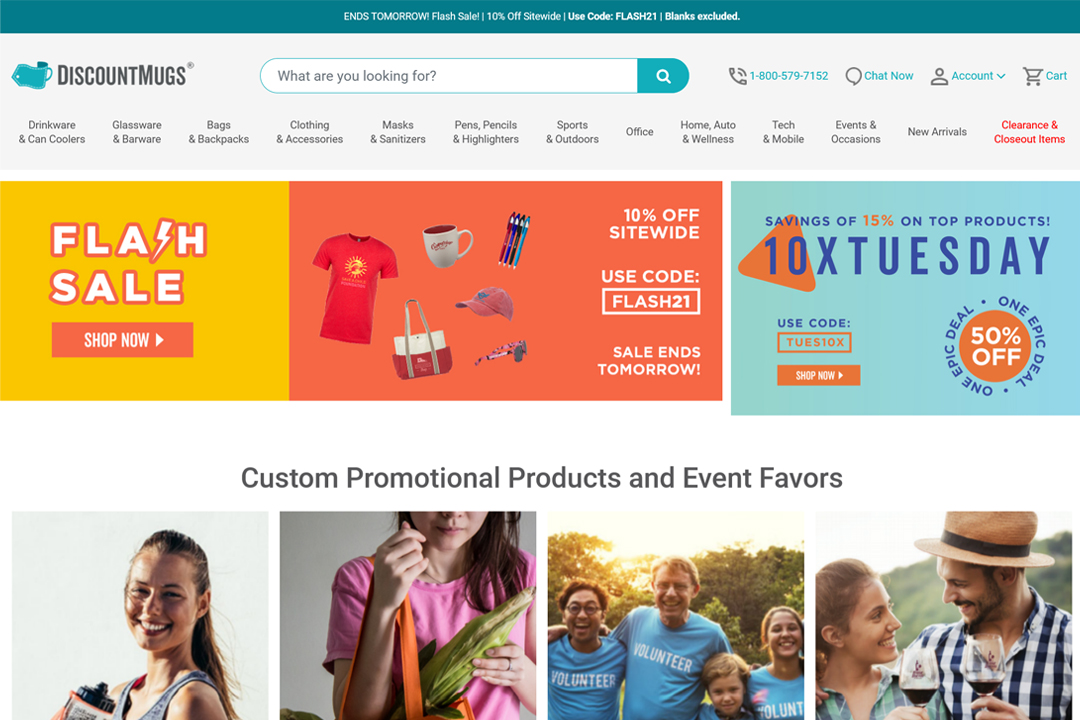 ENDS TOMORROW! Flash Sale! | 10% Off Sitewide | Use Code: FLASH21 | Blanks excluded.
DISCOUNTMUGS®
What are you looking for?
1-800-579-7152
Chat Now
Account
Cart
Drinkware
& Can Coolers
Glassware
& Barware
Bags
& Backpacks
Clothing
& Accessories
Masks
& Sanitizers
Pens, Pencils
& Highlighters
Sports
& Outdoors
Office
Home, Auto
& Wellness
Tech
& Mobile
Events &
Occasions
New Arrivals
Clearance &
Closeout Items
FLASH
SALE
SHOP NOW
10% OFF
SITEWIDE
USE CODE:
FLASH21
SALE ENDS
TOMORROW!
SAVINGS OF 15% ON TOP PRODUCTS!
10XTUESDAY
USE CODE:
TUES10X
SHOP NOW
ONE EPIC DEAL • ONE EPIC DEAL •
50%
OFF
Custom Promotional Products and Event Favors
VOLUNTEER
VOLUNTEER
VOLUNT